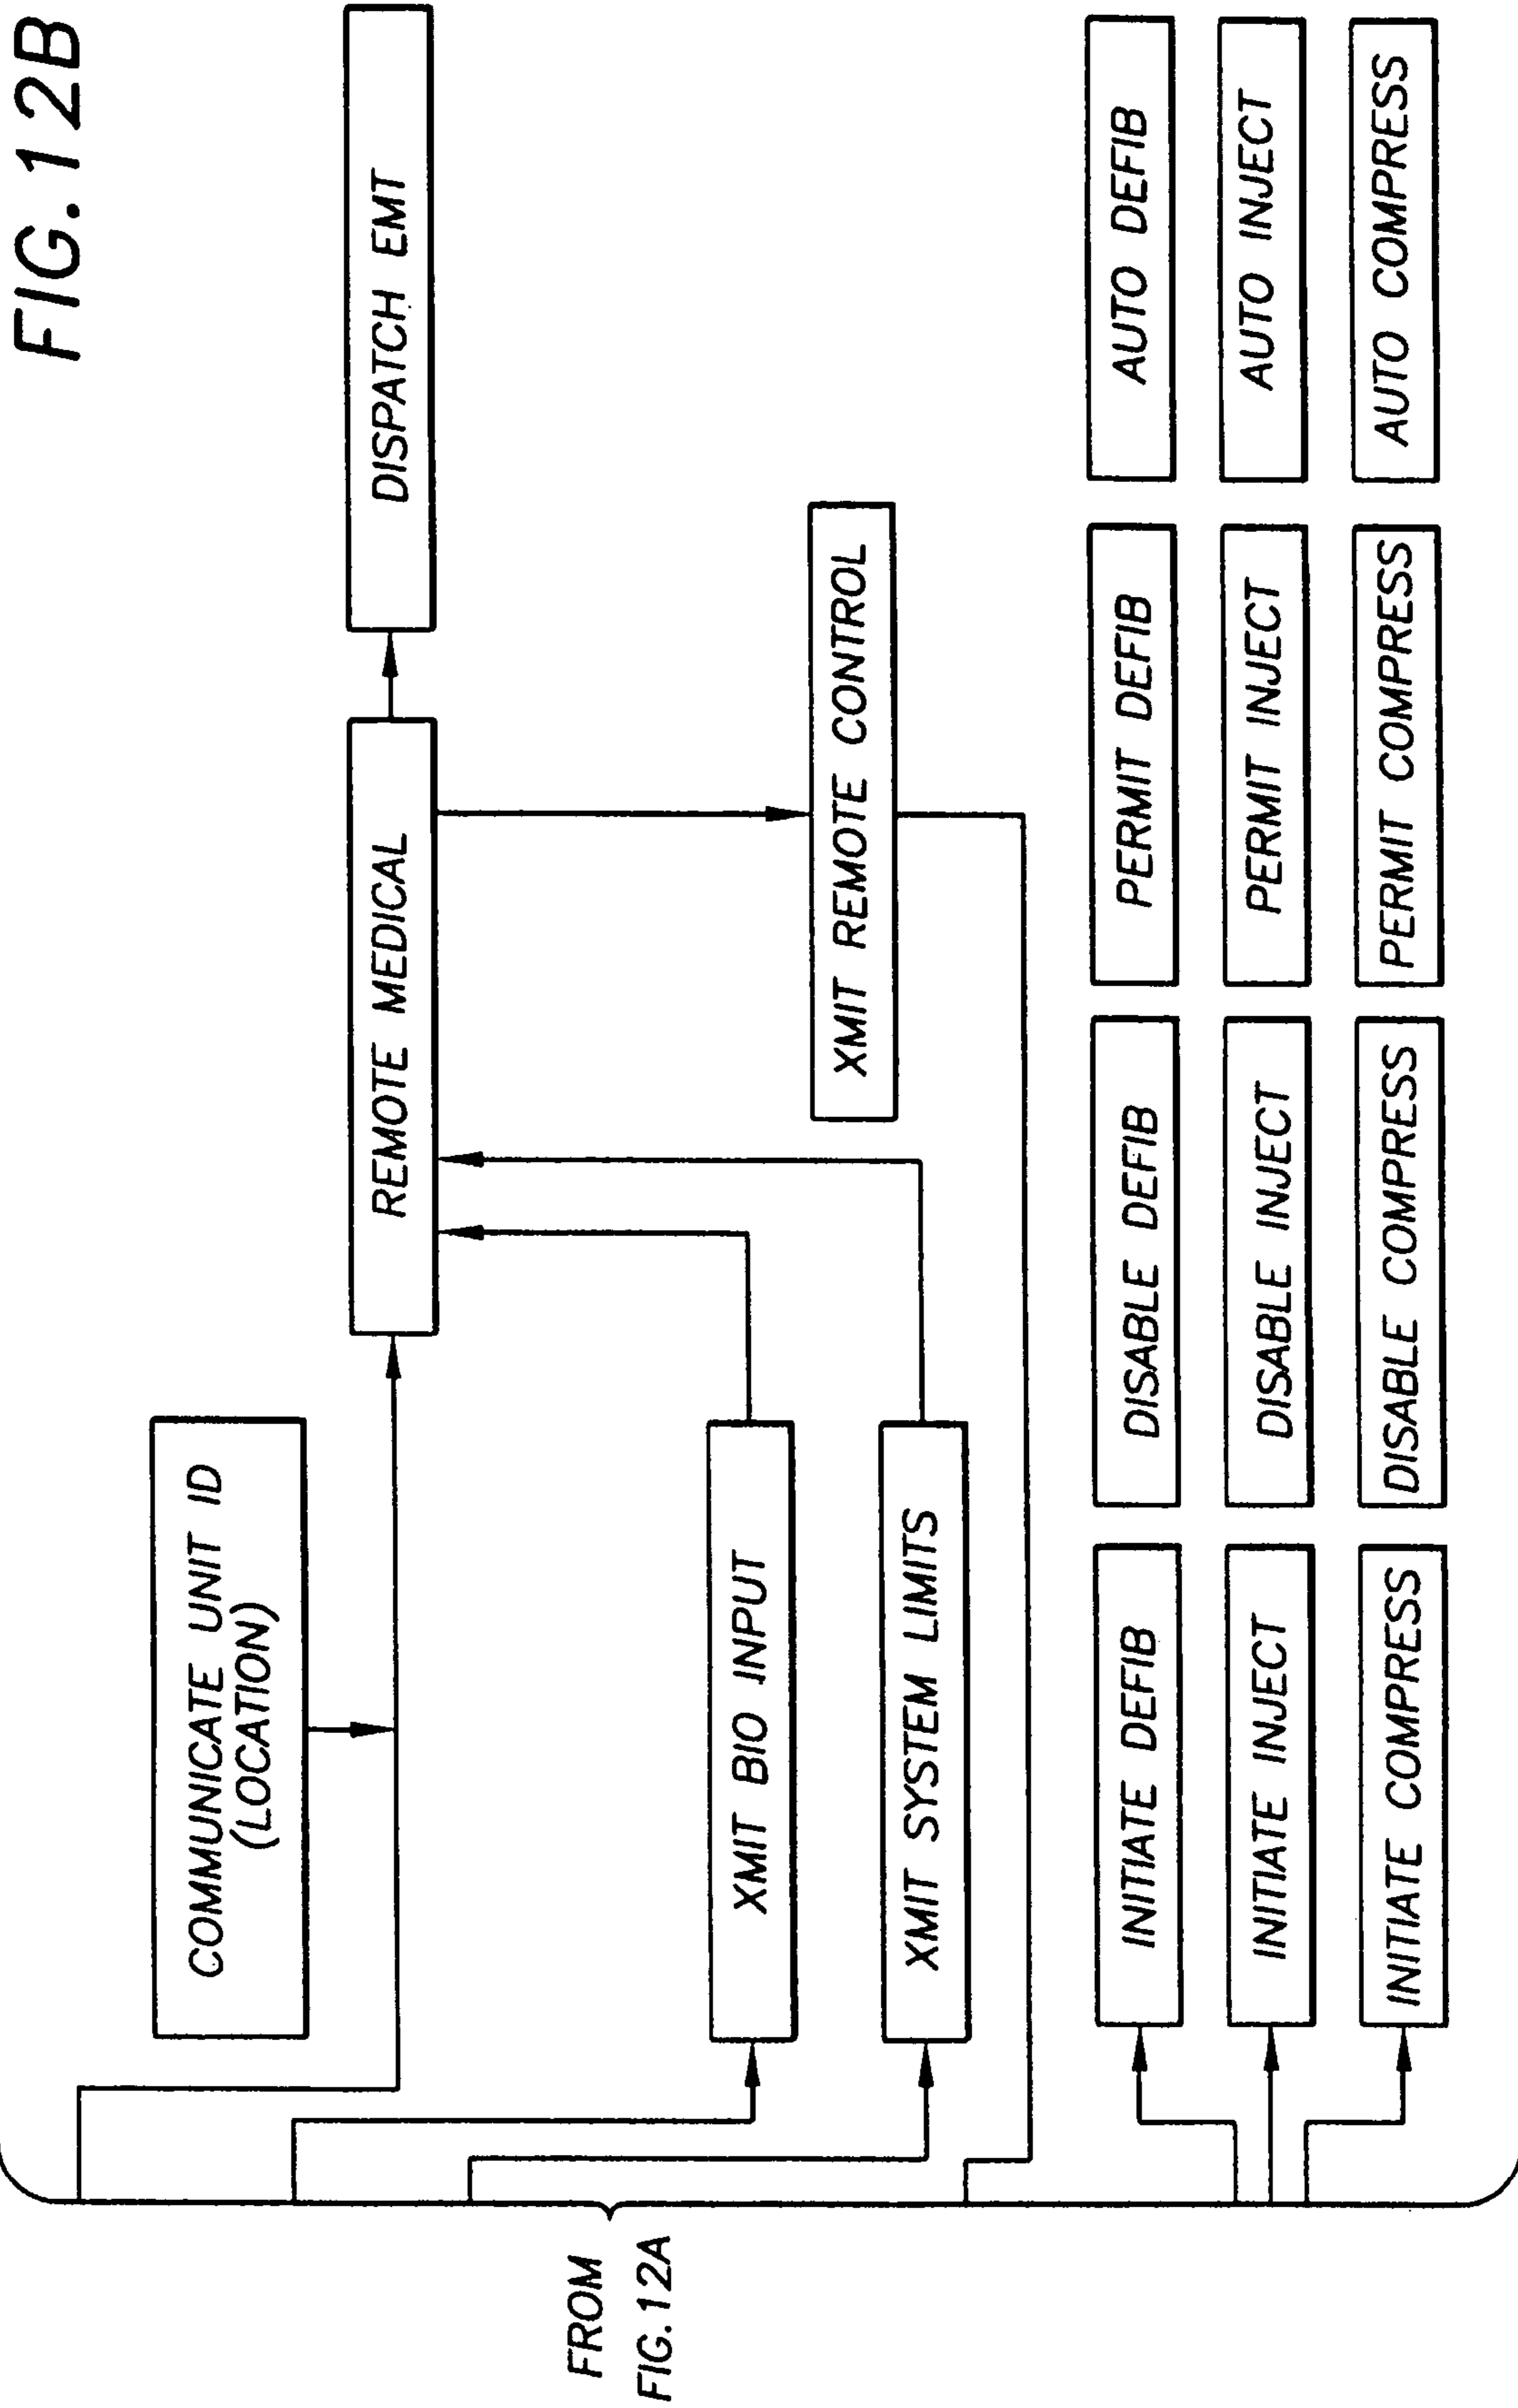 FIG.12B
COMMUNICATE UNIT ID
(LOCATION)
REMOTE MEDICAL
DISPATCH EMT
XMIT BIO INPUT
XMIT REMOTE CONTROL
XMIT SYSTEM LIMITS
FROM
FIG.12A
INITIATE DEFIB
DISABLE DEFIB
PERMIT DEFIB
AUTO DEFIB
INITIATE INJECT
DISABLE INJECT
PERMIT INJECT
AUTO INJECT
INITIATE COMPRESS
DISABLE COMPRESS
PERMIT COMPRESS
AUTO COMPRESS